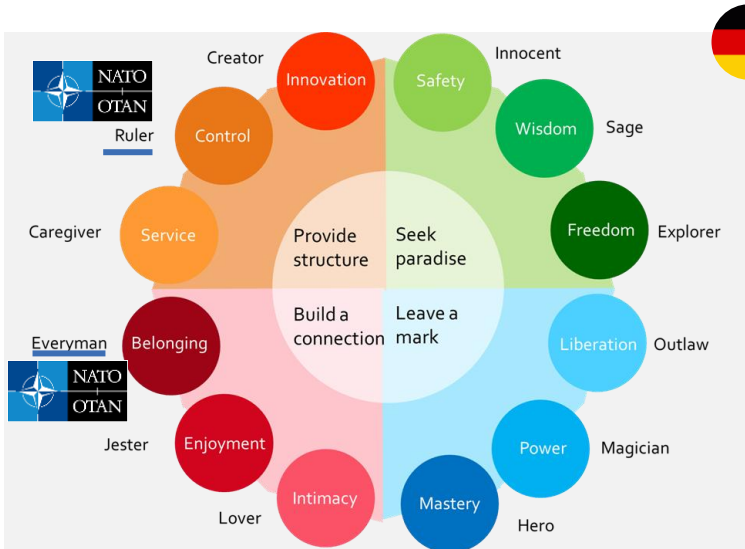 Creator
Innovation
Safety
Innocent
NATO
OTAN
Ruler
Control
Wisdom
Sage
Caregiver
Service
Provide
structure
Seek
paradise
Freedom
Explorer
Everyman
Belonging
Build a
connection
Leave a
mark
Liberation
Outlaw
NATO
OTAN
Jester
Enjoyment
Power
Magician
Lover
Intimacy
Mastery
Hero